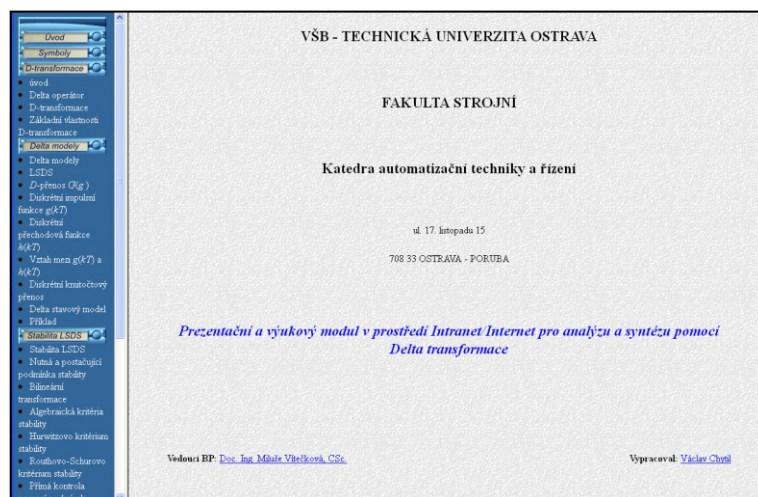 Úvod
Symboly
D-transformace
úvod
Delta operátor
D-transformace
Základní vlastnosti
D-transformace
Delta modely
Delta modely
LSDS
D-přenos G(g )
Diskrétní impulsní
funkce g(kT)
Diskrétní
přechodová funkce
h(kT)
Vztah mezi g(kT) a
h(kT)
Diskrétní kmitočtový
přenos
Delta stavový model
Příklad
Stabilita LSDS
Stabilita LSDS
Nutná a postačující
podmínka stability
Bilineární
transformace
Algebraická kritéria
stability
Hurwitzovo kritérium
stability
Routhovo-Schurovo
kritérium stability
Přímá kontrola
VŠB - TECHNICKÁ UNIVERZITA OSTRAVA
FAKULTA STROJNÍ
Katedra automatizační techniky a řízení
ul. 17. listopadu 15
708 33 OSTRAVA - PORUBA
Prezentační a výukový modul v prostředí Intranet/Internet pro analýzu a syntézu pomocí
Delta transformace
Vedoucí BP: Doc. Ing. Miluše Vítečková, CSc.
Vypracoval: Václav Chytil